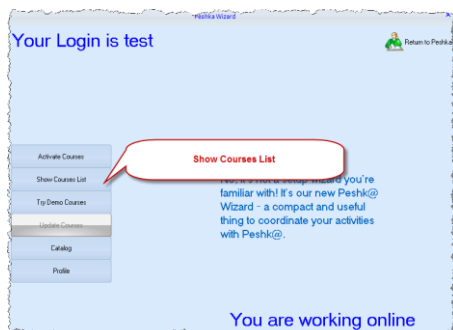 Peshka Wizard
Your Login is test
Return to Peshka
Activate Courses
Show Courses List
Show Courses List
Try Demo Courses
Update Courses
Catalog
Profile
No, it's not a setup wizard you're
familiar with! It's our new Peshk@
Wizard - a compact and useful
thing to coordinate your activities
with Peshk@.
You are working online